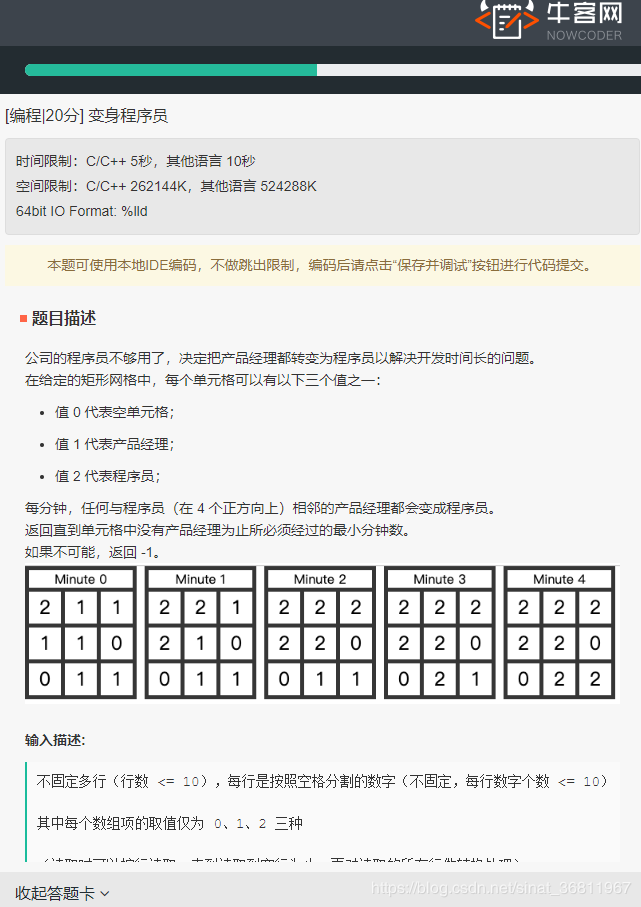 牛客网
NOWCODER
[编程|20分] 变身程序员
时间限制：C/C++ 5秒，其他语言 10秒
空间限制：C/C++ 262144K，其他语言 524288K
64bit IO Format: %lld
本题可使用本地IDE编码，不做跳出限制，编码后请点击“保存并调试”按钮进行代码提交。
题目描述
公司的程序员不够用了，决定把产品经理都转变为程序员以解决开发时间长的问题。
在给定的矩形网格中，每个单元格可以有以下三个值之一：
值 0 代表空单元格；
值 1 代表产品经理；
值 2 代表程序员；
每分钟，任何与程序员（在 4 个正方向上）相邻的产品经理都会变成程序员。
返回直到单元格中没有产品经理为止所必须经过的最小分钟数。
如果不可能，返回 -1。
Minute 0 Minute 1 Minute 2 Minute 3 Minute 4
2 1 1 2 2 1 2 2 2 2 2 2 2 2 2
1 1 0 2 1 0 2 2 0 2 2 0 2 2 0
0 1 1 0 1 1 0 1 1 0 2 1 0 2 2
输入描述:
不固定多行（行数 <= 10），每行是按照空格分割的数字（不固定，每行数字个数 <= 10）
其中每个数组项的取值仅为 0、1、2 三种
收起答题卡
https://blog.csdn.net/sinat_36811967